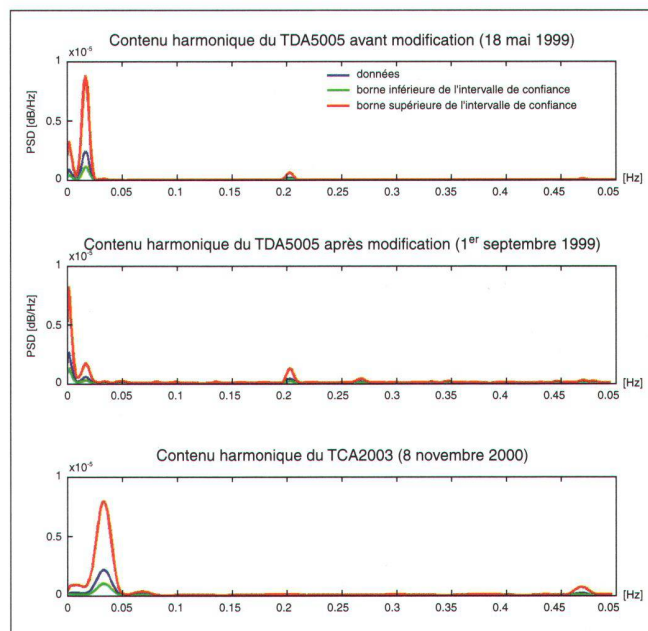 Contenu harmonique du TDA5005 avant modification (18 mai 1999)
x10-5
1
0.5
0
PSD [dB/Hz]
données
borne inférieure de l'intervalle de confiance
borne supérieure de l'intervalle de confiance
0 0.05 0.1 0.15 0.2 0.25 0.3 0.35 0.4 0.45 0.05 [Hz]
Contenu harmonique du TDA5005 après modification (1er septembre 1999)
x10-5
1
0.5
0
PSD [dB/Hz]
0 0.05 0.1 0.15 0.2 0.25 0.3 0.35 0.4 0.45 0.05 [Hz]
Contenu harmonique du TCA2003 (8 novembre 2000)
x10-5
1
0.5
0
0 0.05 0.1 0.15 0.2 0.25 0.3 0.35 0.4 0.45 0.05 [Hz]